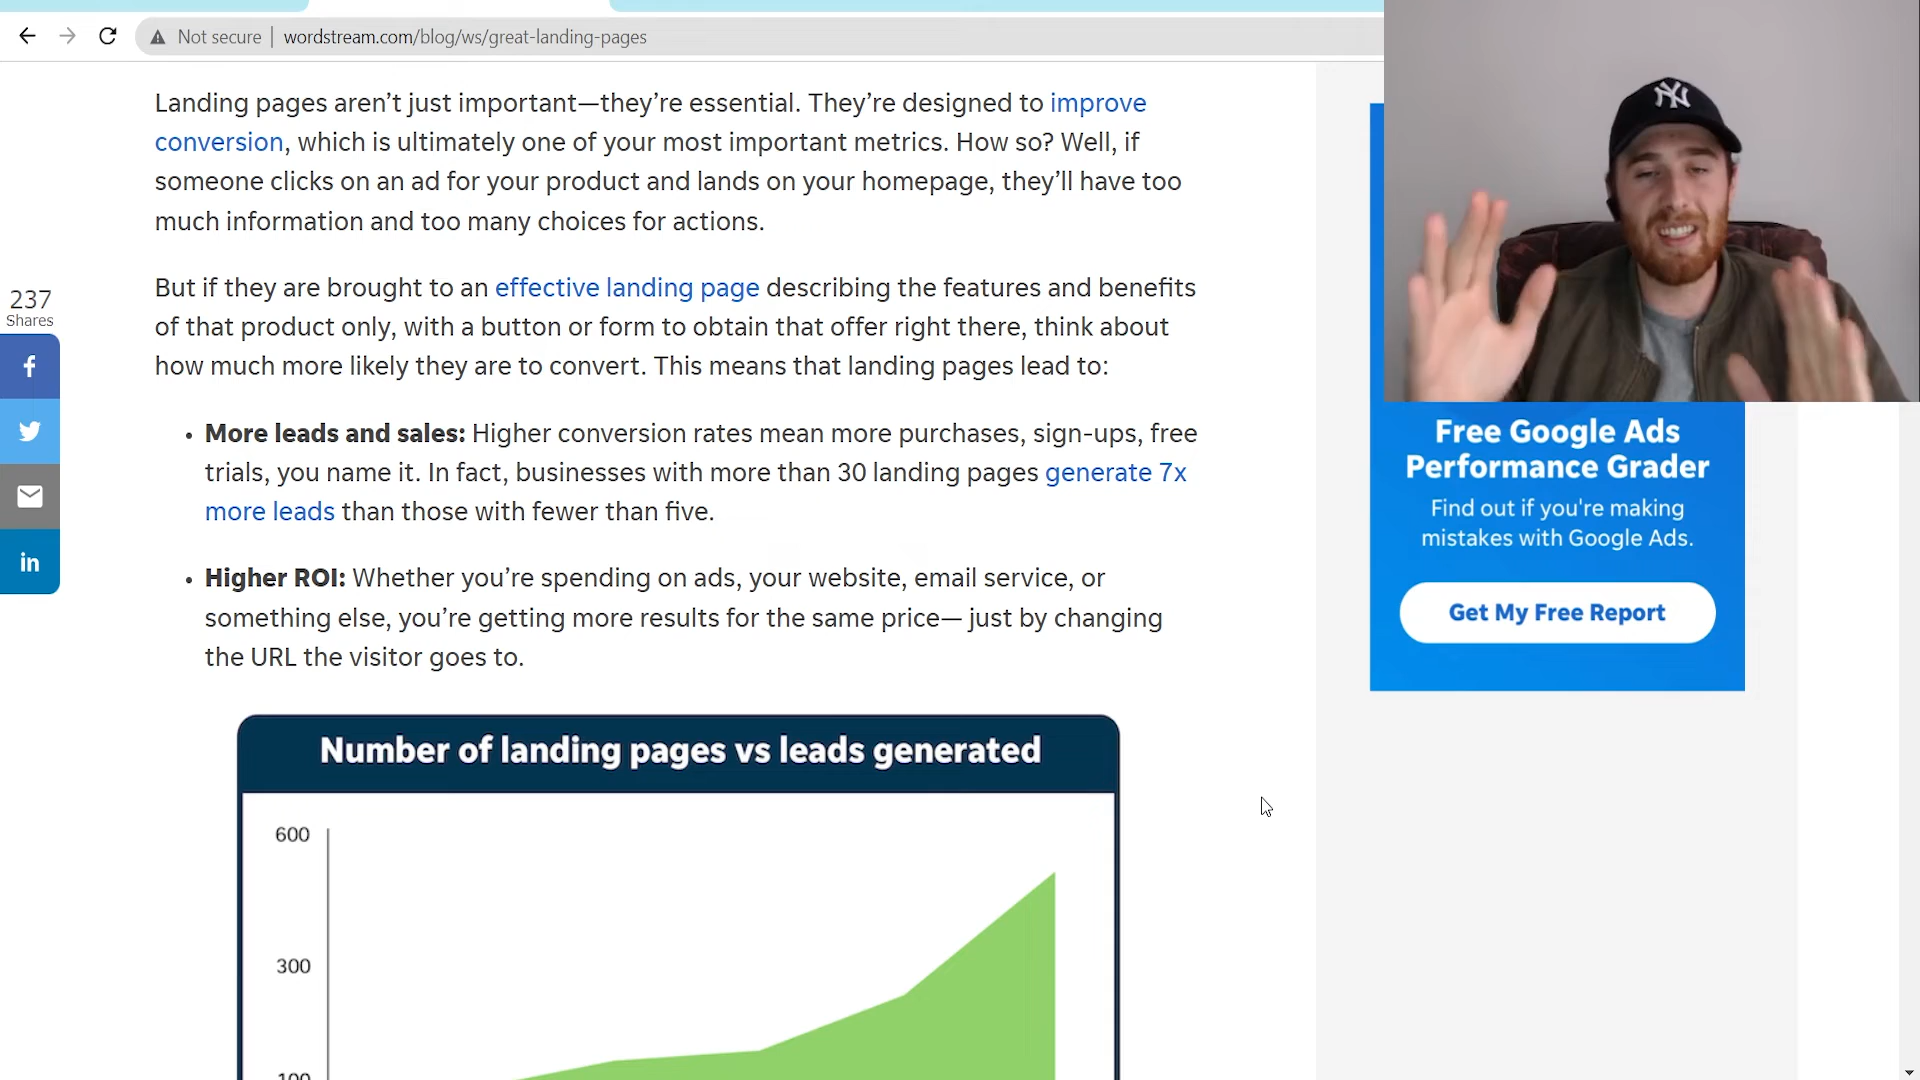 Not secure
wordstream.com/blog/ws/great-landing-pages
Landing pages aren’t just important—they’re essential. They’re designed to improve
conversion, which is ultimately one of your most important metrics. How so? Well, if
someone clicks on an ad for your product and lands on your homepage, they’ll have too
much information and too many choices for actions.
But if they are brought to an effective landing page describing the features and benefits
of that product only, with a button or form to obtain that offer right there, think about
how much more likely they are to convert. This means that landing pages lead to:
237
Shares
f
in
• More leads and sales: Higher conversion rates mean more purchases, sign-ups, free
trials, you name it. In fact, businesses with more than 30 landing pages generate 7x
more leads than those with fewer than five.
• Higher ROI: Whether you’re spending on ads, your website, email service, or
something else, you’re getting more results for the same price— just by changing
the URL the visitor goes to.
Number of landing pages vs leads generated
600
300
100
NY
Free Google Ads
Performance Grader
Find out if you're making
mistakes with Google Ads.
Get My Free Report